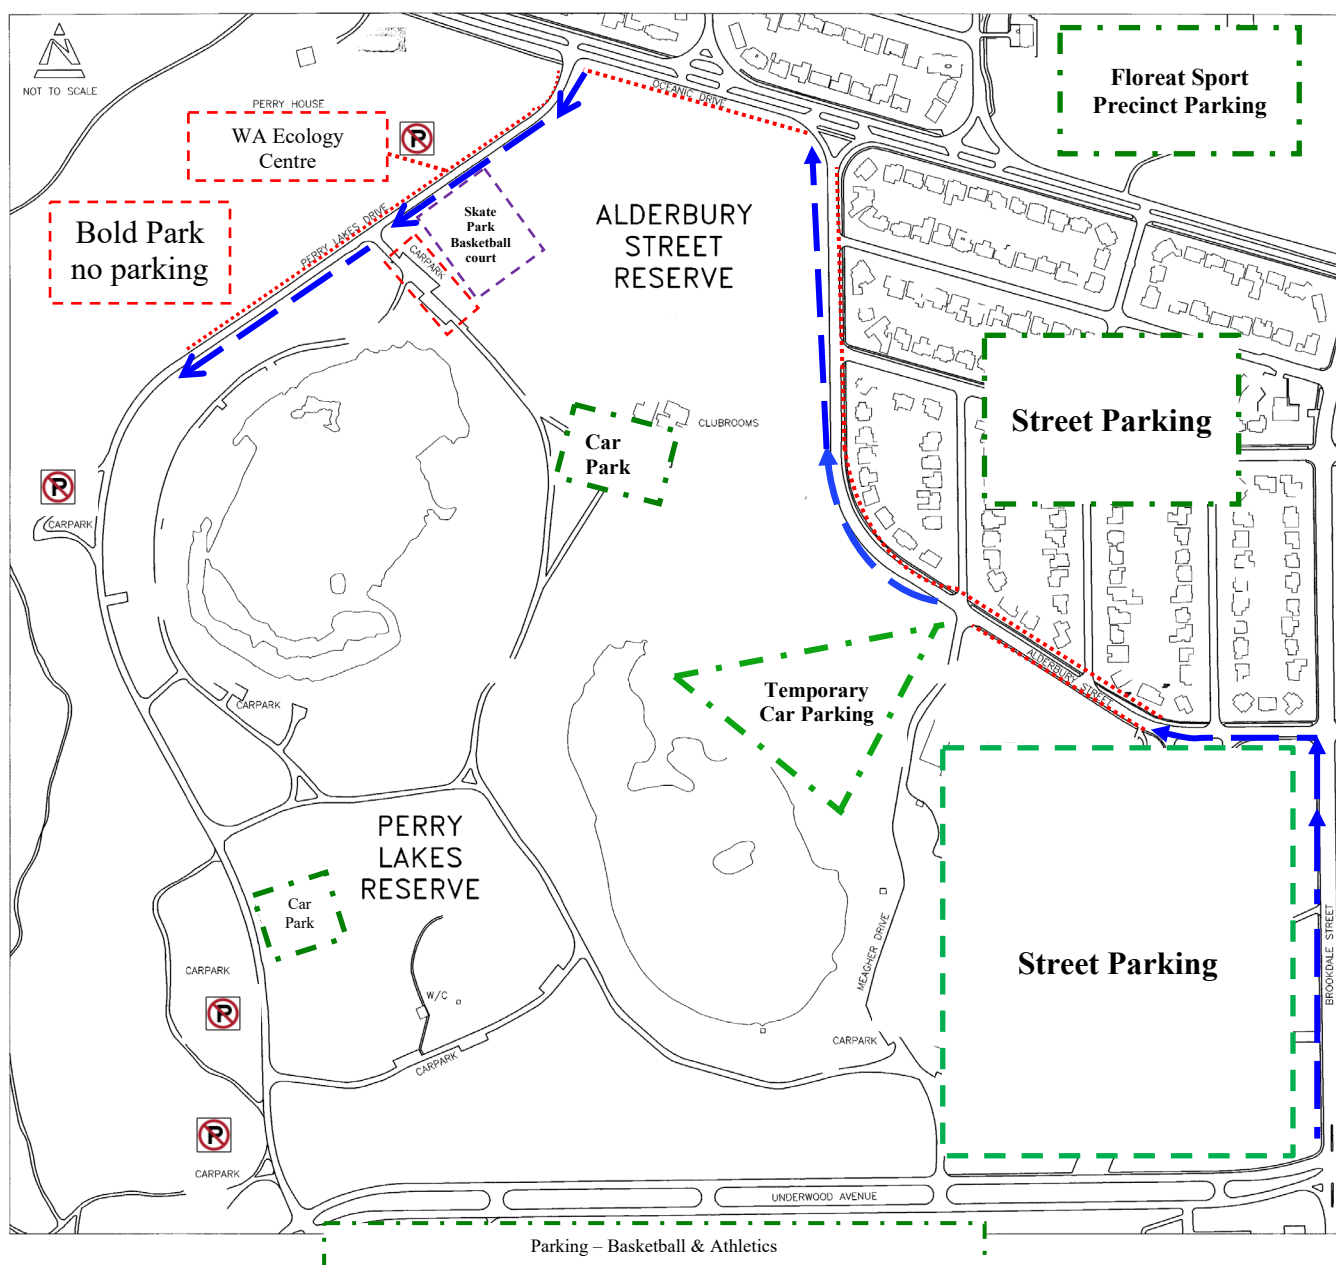 N
NOT TO SCALE
PERRY HOUSE
WA Ecology
Centre
P
Bold Park
no parking
PERRY LAKES DRIVE
CARPARK
Skate
Park
Basketball
court
OCEANIC DRIVE
ALDERBURY
STREET
RESERVE
Floreat Sport
Precinct Parking
Street Parking
Car
Park
CLUBROOMS
P
CARPARK
CARPARK
Temporary
Car Parking
ALDERBURY STREET
PERRY
LAKES
RESERVE
Car
Park
CARPARK
P
W/C
CARPARK
MEAGHER DRIVE
CARPARK
Street Parking
BROOKDALE STREET
P
CARPARK
UNDERWOOD AVENUE
Parking – Basketball & Athletics